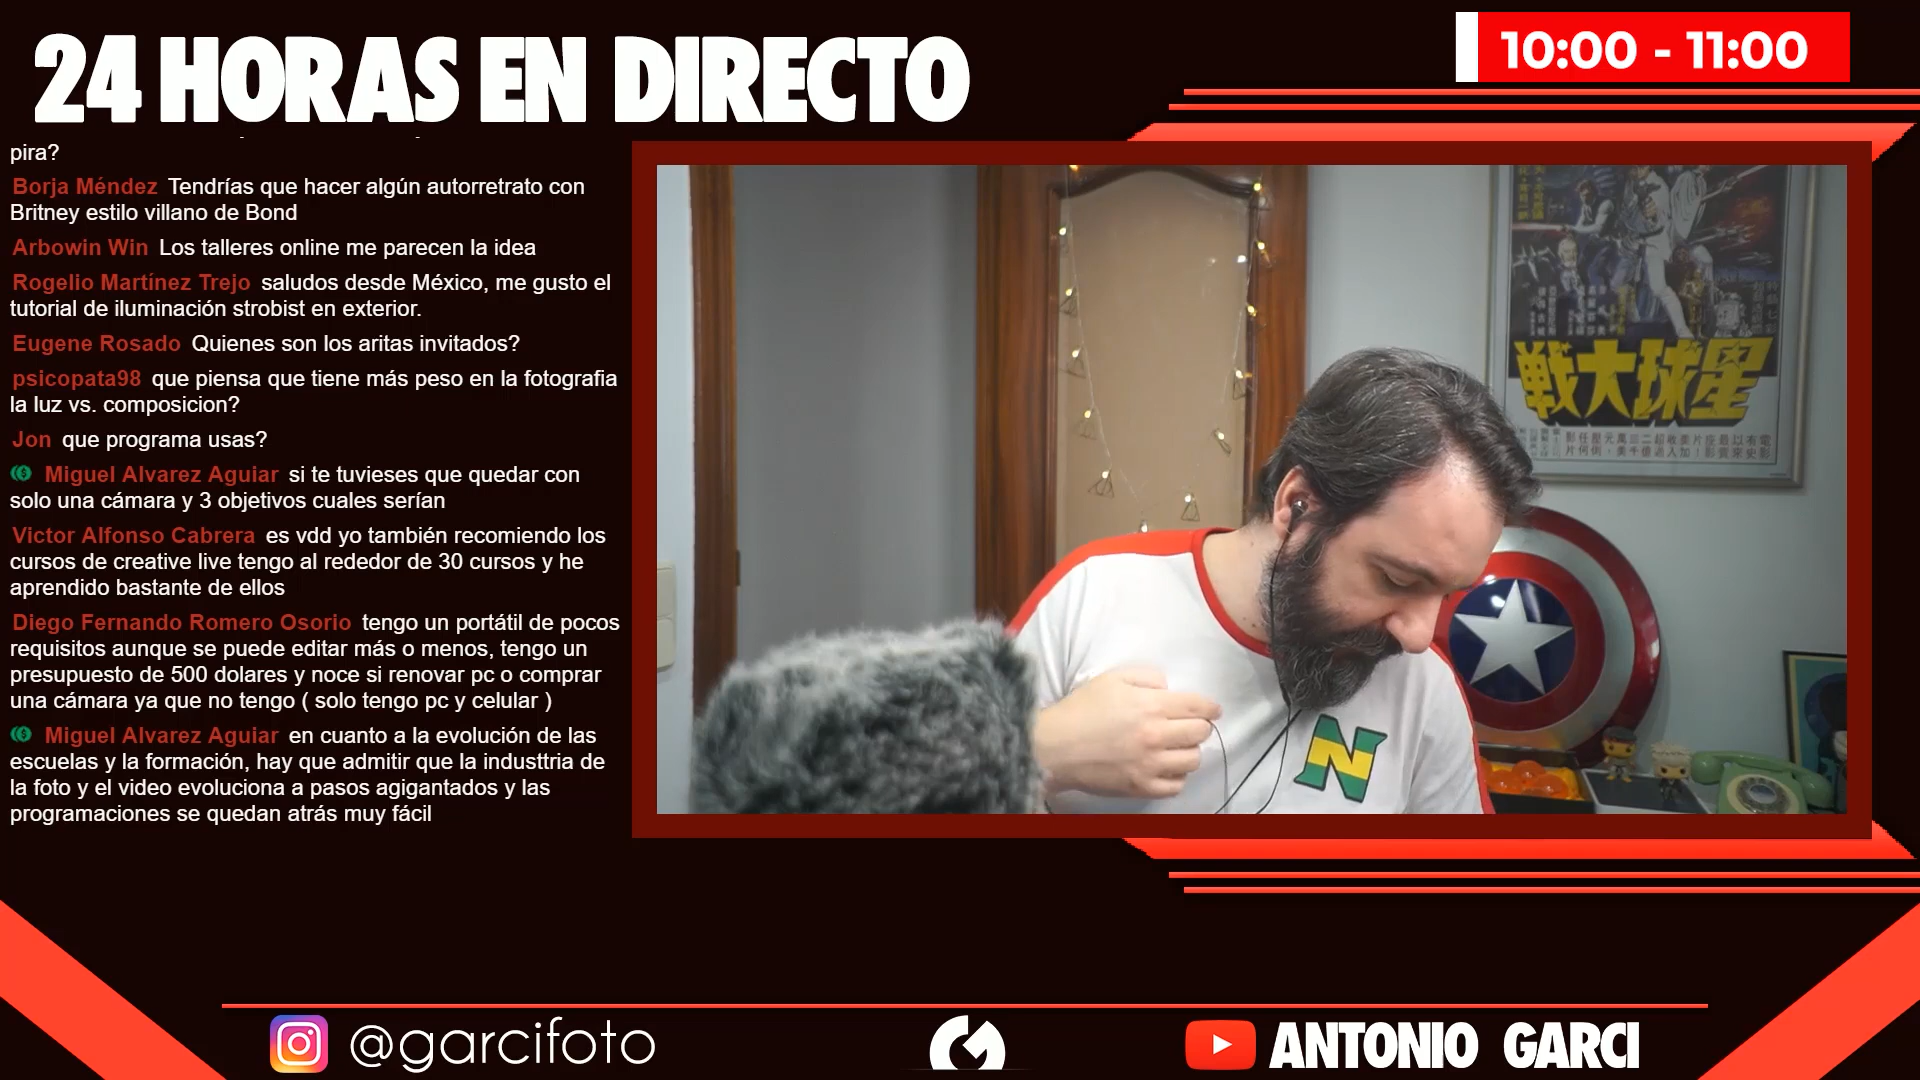 24 HORAS EN DIRECTO
10:00 - 11:00
pira?
Borja Méndez Tendrías que hacer algún autorretrato con
Britney estilo villano de Bond
Arbowin Win Los talleres online me parecen la idea
Rogelio Martínez Trejo saludos desde México, me gusto el
tutorial de iluminación strobist en exterior.
Eugene Rosado Quienes son los aritas invitados?
psicopata98 que piensa que tiene más peso en la fotografia
la luz vs. composicion?
Jon que programa usas?
Miguel Alvarez Aguiar si te tuvieses que quedar con
solo una cámara y 3 objetivos cuales serían
Victor Alfonso Cabrera es vdd yo también recomiendo los
cursos de creative live tengo al rededor de 30 cursos y he
aprendido bastante de ellos
Diego Fernando Romero Osorio tengo un portátil de pocos
requisitos aunque se puede editar más o menos, tengo un
presupuesto de 500 dolares y noce si renovar pc o comprar
una cámara ya que no tengo ( solo tengo pc y celular )
Miguel Alvarez Aguiar en cuanto a la evolución de las
escuelas y la formación, hay que admitir que la industtria de
la foto y el video evoluciona a pasos agigantados y las
programaciones se quedan atrás muy fácil
戰大球星
N
@garcifoto
ANTONIO GARCI